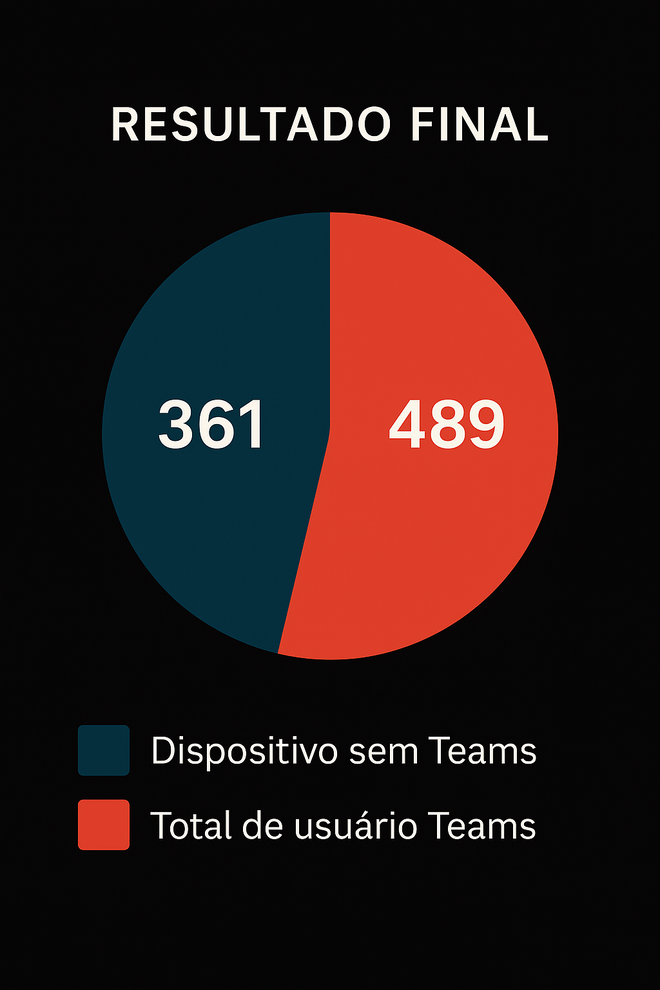 RESULTADO FINAL
361 489
Dispositivo sem Teams
Total de usuário Teams